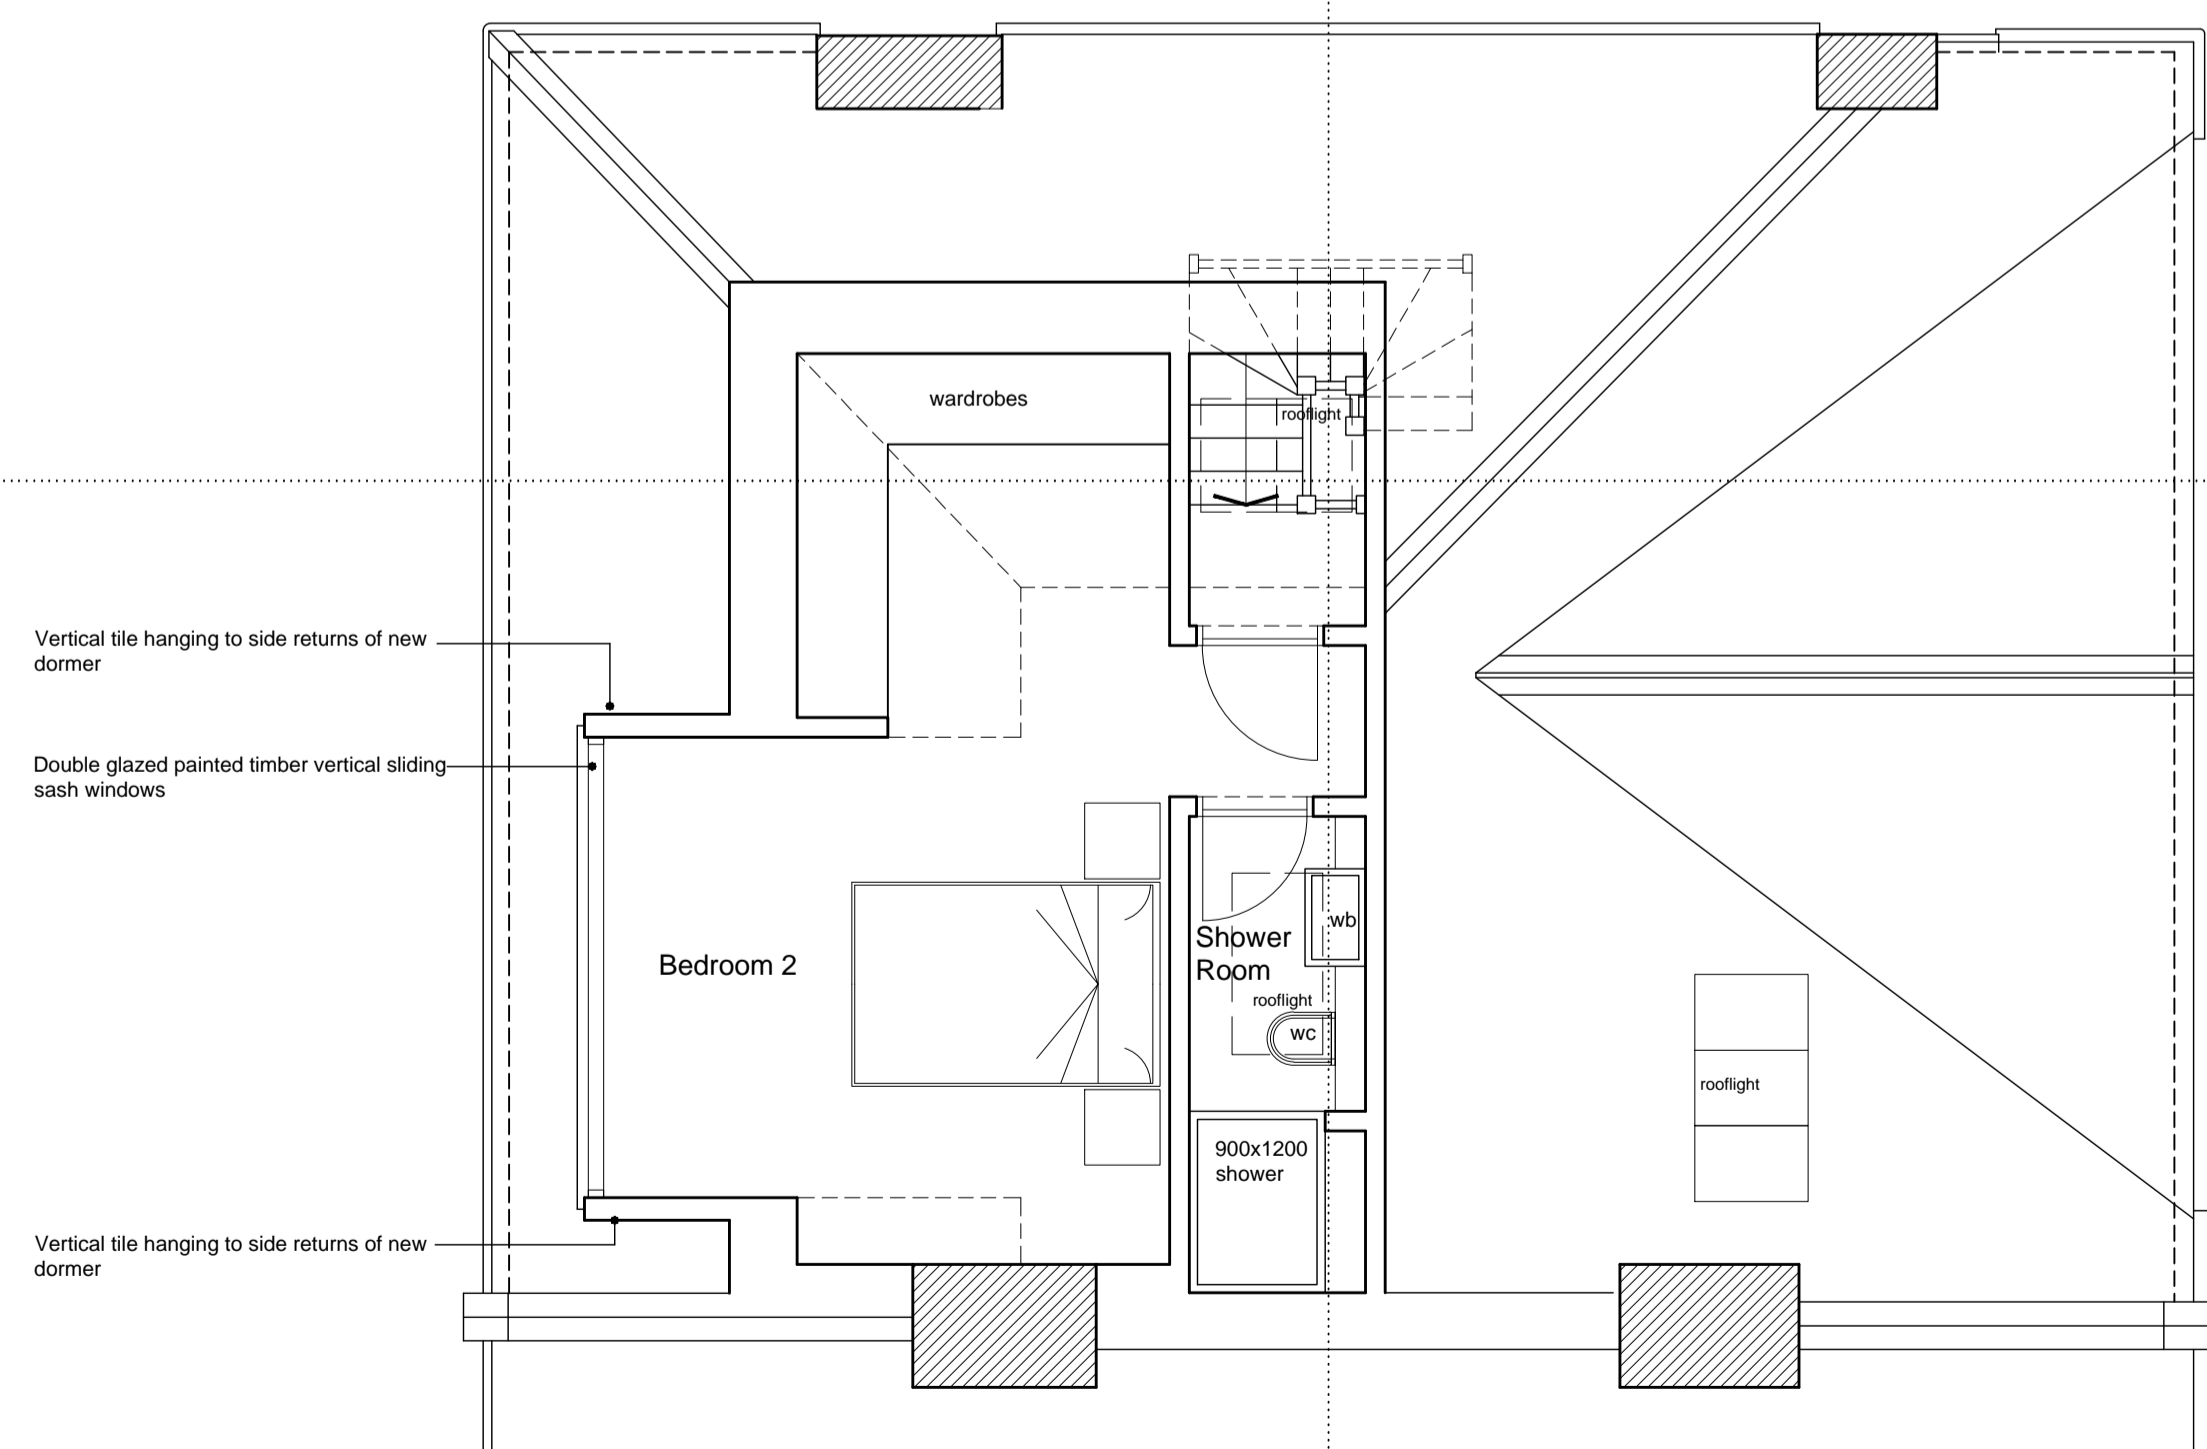 wardrobes
rooflight
Vertical tile hanging to side returns of new
dormer
Double glazed painted timber vertical sliding
sash windows
Bedroom 2
Shower
Room
wb
rooflight
wc
rooflight
900x1200
shower
Vertical tile hanging to side returns of new
dormer